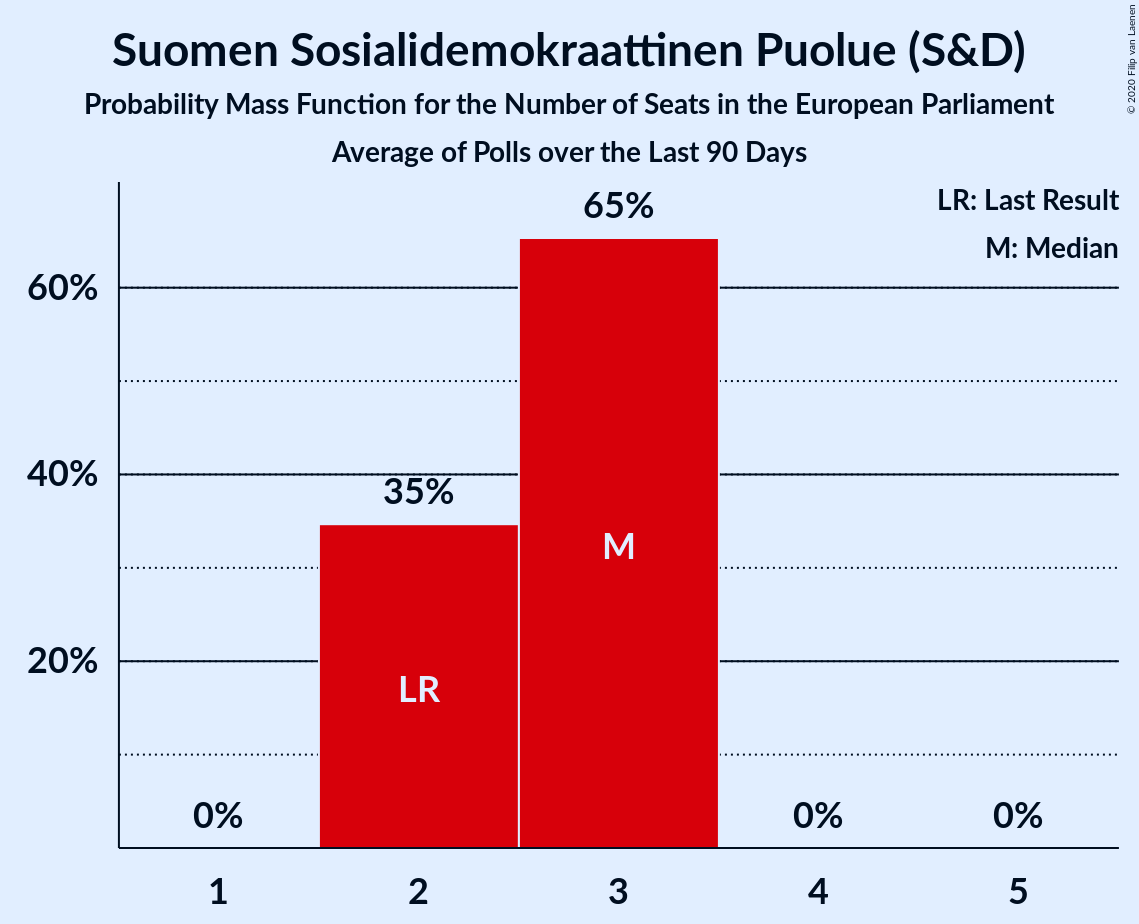 Suomen Sosialidemokraattinen Puolue (S&D)
Probability Mass Function for the Number of Seats in the European Parliament
Average of Polls over the Last 90 Days
© 2020 Filip van Laenen
LR: Last Result
M: Median
65%
60%
40%
35%
M
20%
LR
0%
0%
0%
1
2
3
4
5